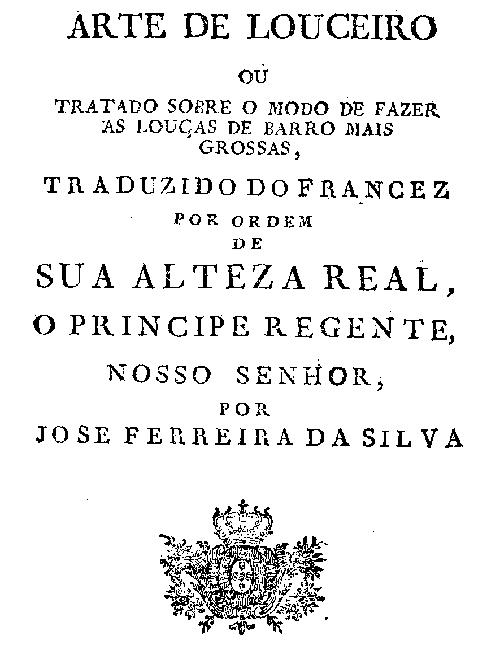 ARTE DE LOUCEIRO
OU
TRATADO SOBRE O MODO DE FAZER
AS LOUÇAS DE BARRO MAIS
GROSSAS,
TRADUZIDO DO FRANCEZ
POR ORDEM
DE
SUA ALTEZA REAL,
O PRINCIPE REGENTE,
NOSSO SENHOR,
POR
JOSE FERREIRA DA SILVA